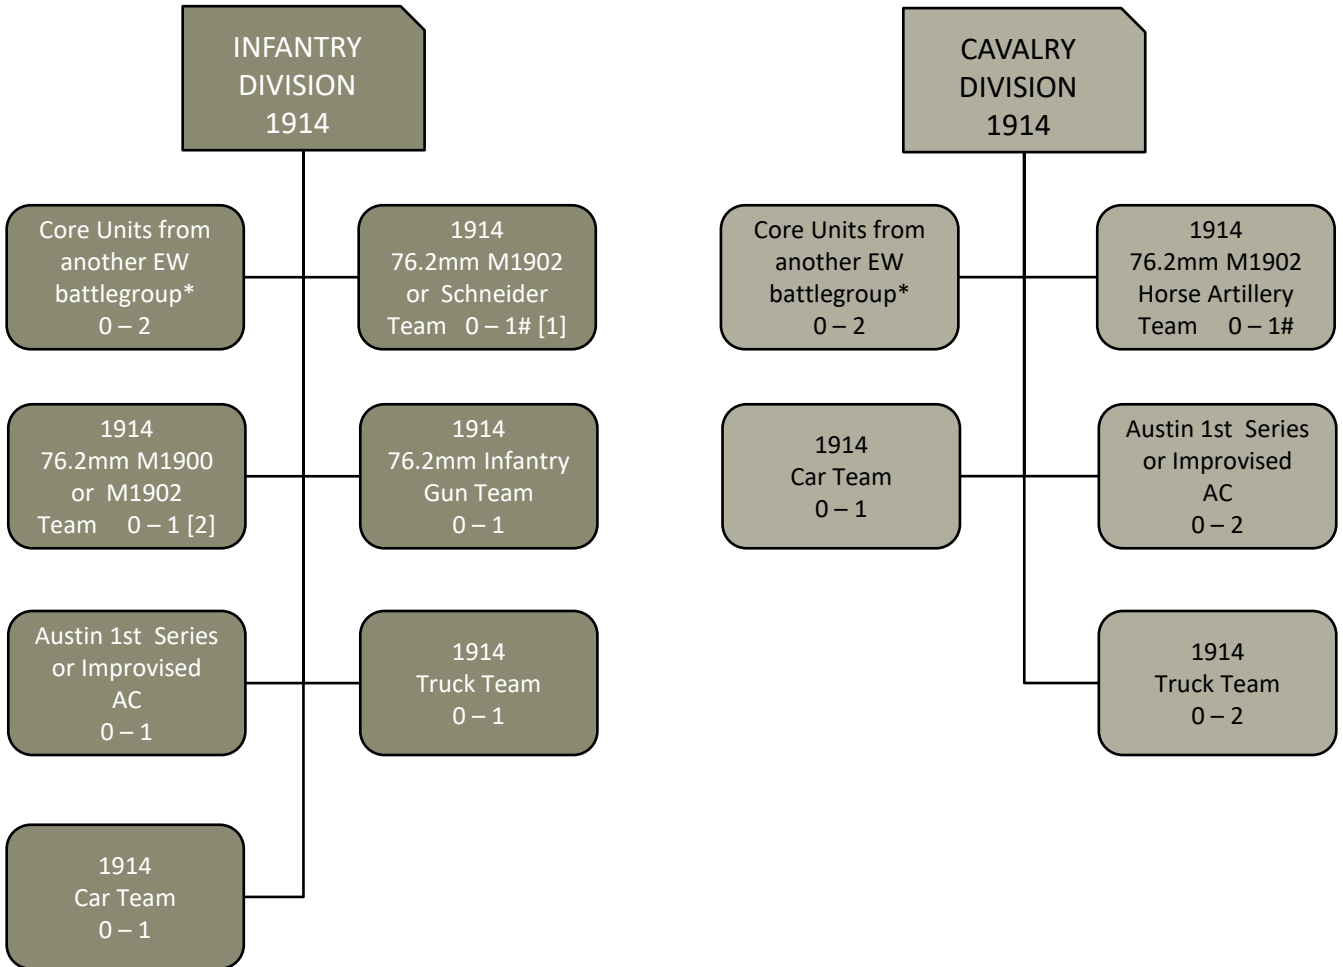 INFANTRY
DIVISION
1914
Core Units from
another EW
battlegroup*
0 – 2
1914
76.2mm M1902
or Schneider
Team 0 – 1# [1]
1914
76.2mm M1900
or M1902
Team 0 – 1 [2]
1914
76.2mm Infantry
Gun Team
0 – 1
Austin 1st Series
or Improvised
AC
0 – 1
1914
Truck Team
0 – 1
1914
Car Team
0 – 1
CAVALRY
DIVISION
1914
Core Units from
another EW
battlegroup*
0 – 2
1914
76.2mm M1902
Horse Artillery
Team 0 – 1#
1914
Car Team
0 – 1
Austin 1st Series
or Improvised
AC
0 – 2
1914
Truck Team
0 – 2